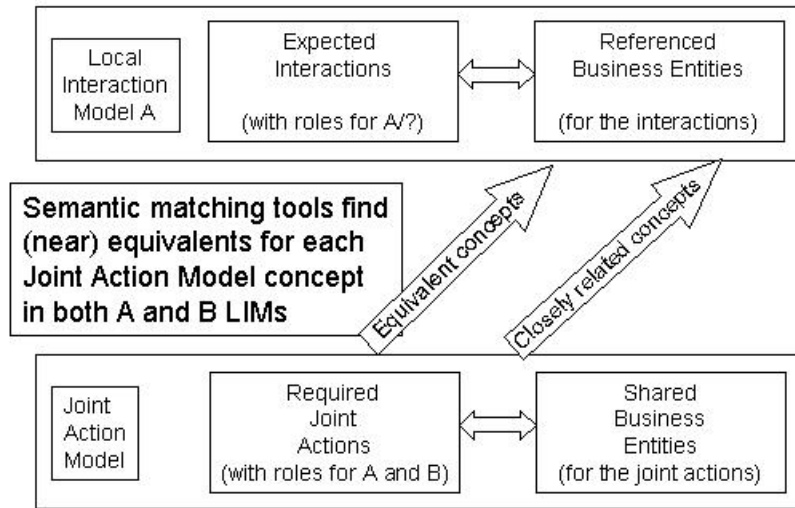 Local
Interaction
Model A
Expected
Interactions
(with roles for A/?)
Referenced
Business Entities
(for the interactions)
Semantic matching tools find
(near) equivalents for each
Joint Action Model concept
in both A and B LIMs
Equivalent concepts
Closely related concepts
Joint
Action
Model
Required
Joint
Actions
(with roles for A and B)
Shared
Business
Entities
(for the joint actions)